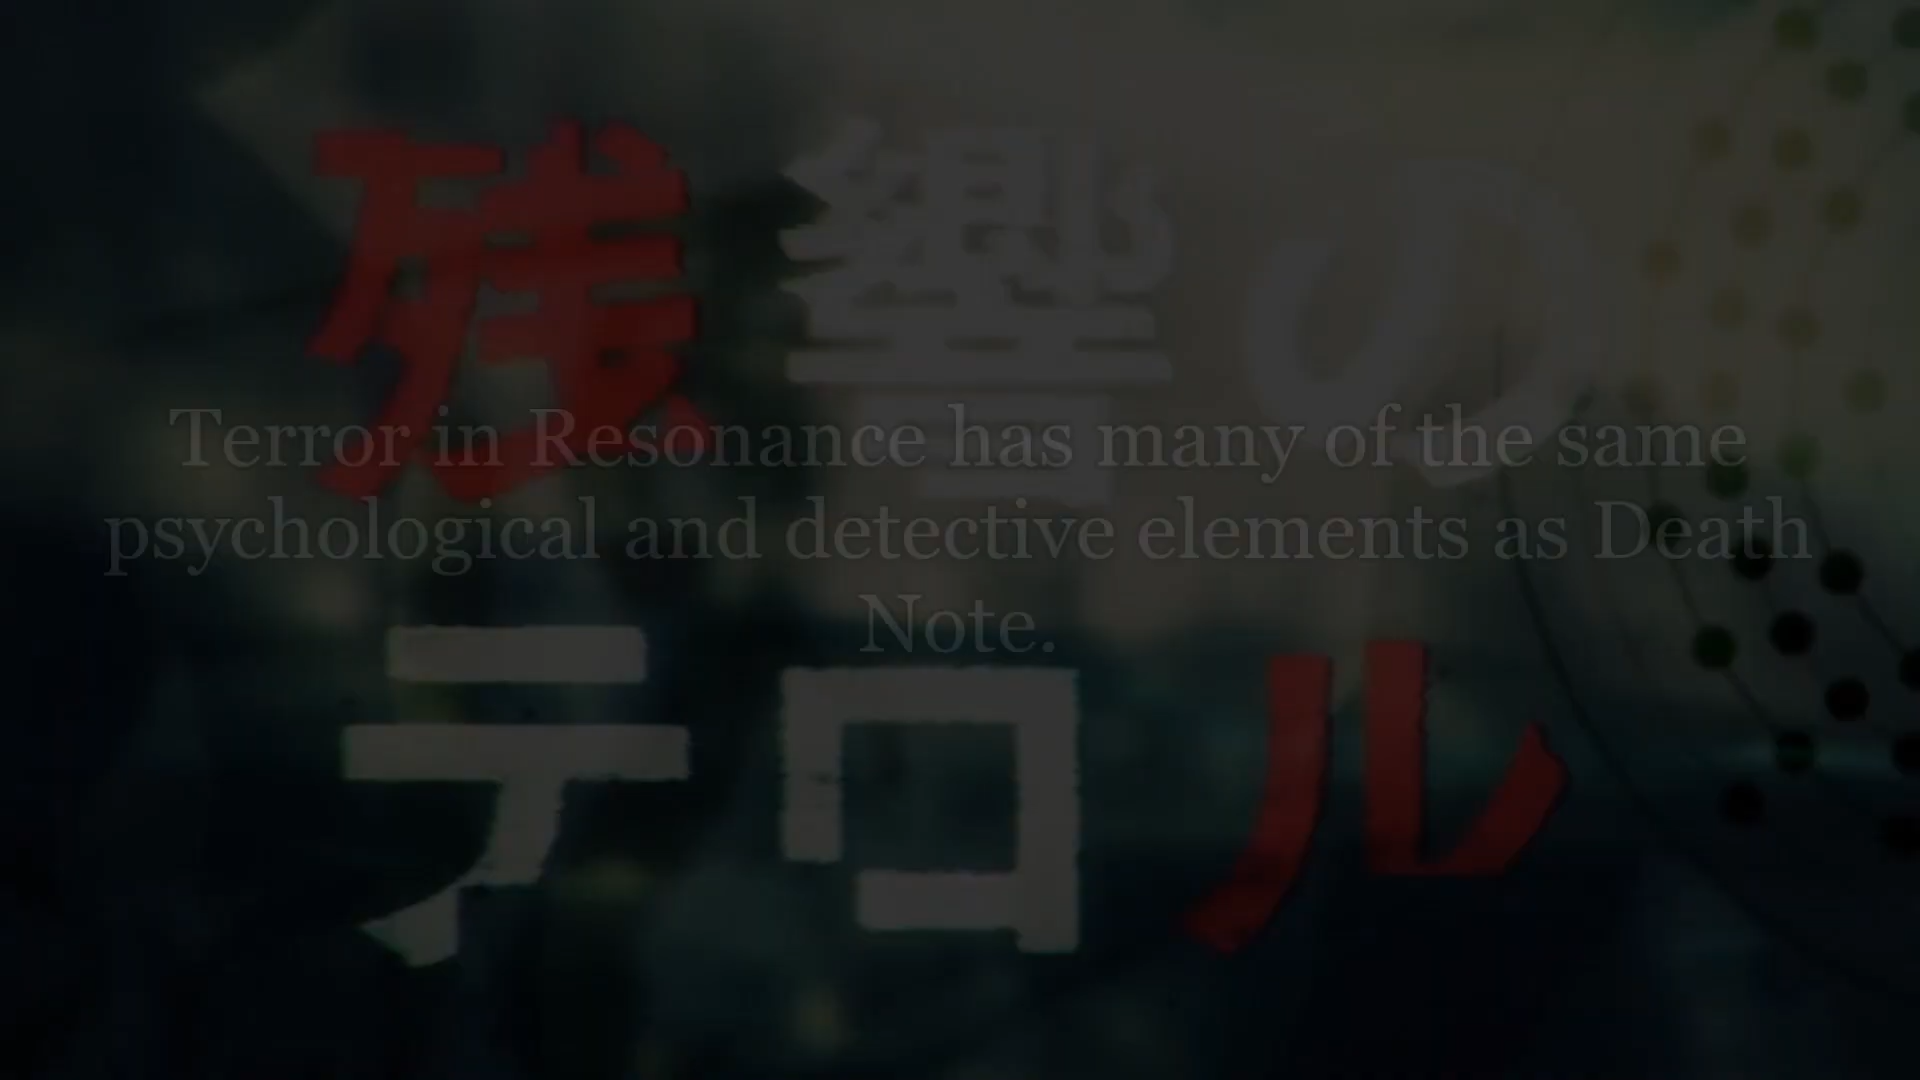 残響の
Terror in Resonance has many of the same
psychological and detective elements as Death
Note.
テロル